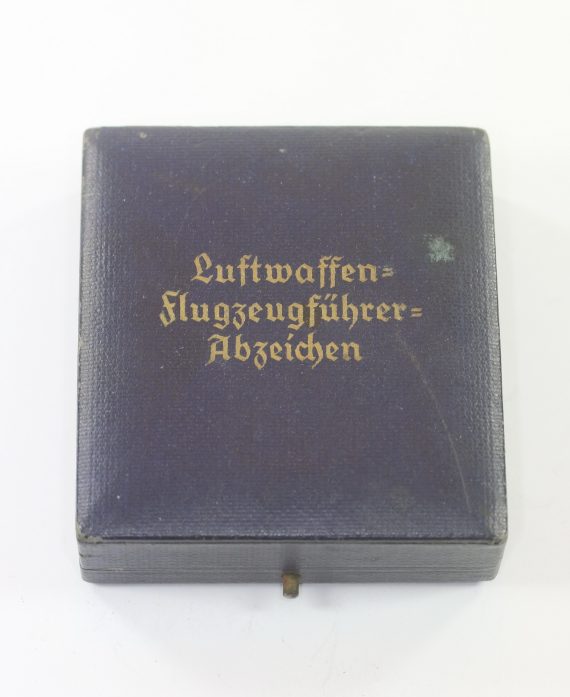 Luftwaffen=
Flugzeugführer=
Abzeichen